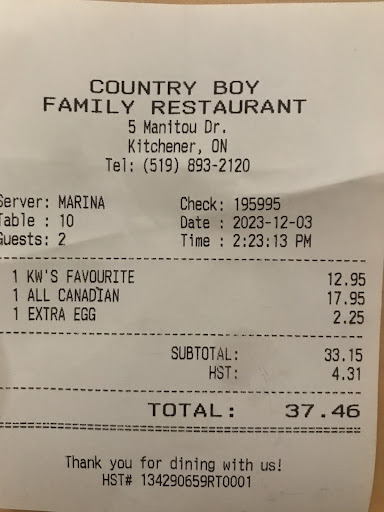 COUNTRY BOY
FAMILY RESTAURANT
5 Manitou Dr.
Kitchener, ON
Tel: (519) 893-2120
Server: MARINA Check: 195995
Table : 10 Date : 2023-12-03
Guests: 2 Time : 2:23:13 PM
1 KW'S FAVOURITE 12.95
1 ALL CANADIAN 17.95
1 EXTRA EGG 2.25
SUBTOTAL: 33.15
HST: 4.31
TOTAL: 37.46
Thank you for dining with us!
HST# 134290659RT0001